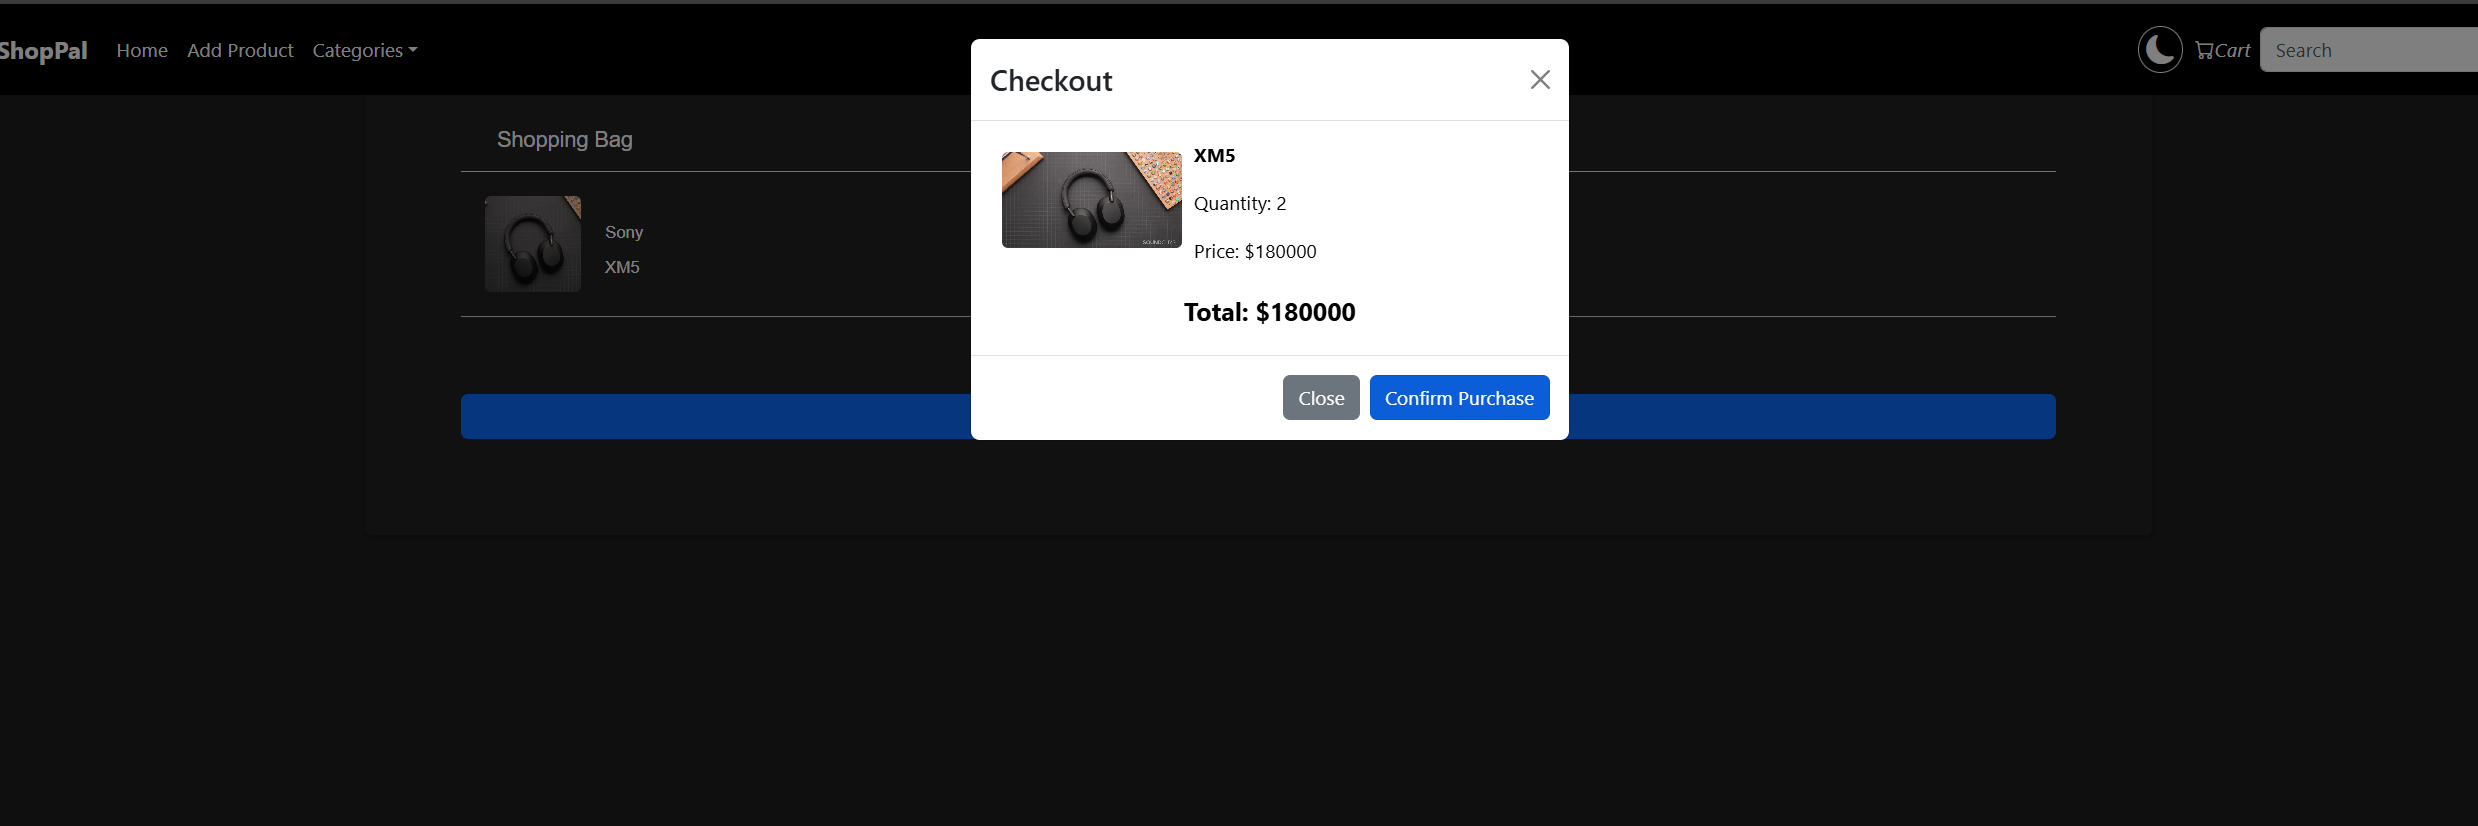 ShopPal
Home
Add Product
Categories
Cart
Search
Shopping Bag
Sony
XM5
Checkout
XM5
Quantity: 2
Price: $180000
Total: $180000
Close
Confirm Purchase